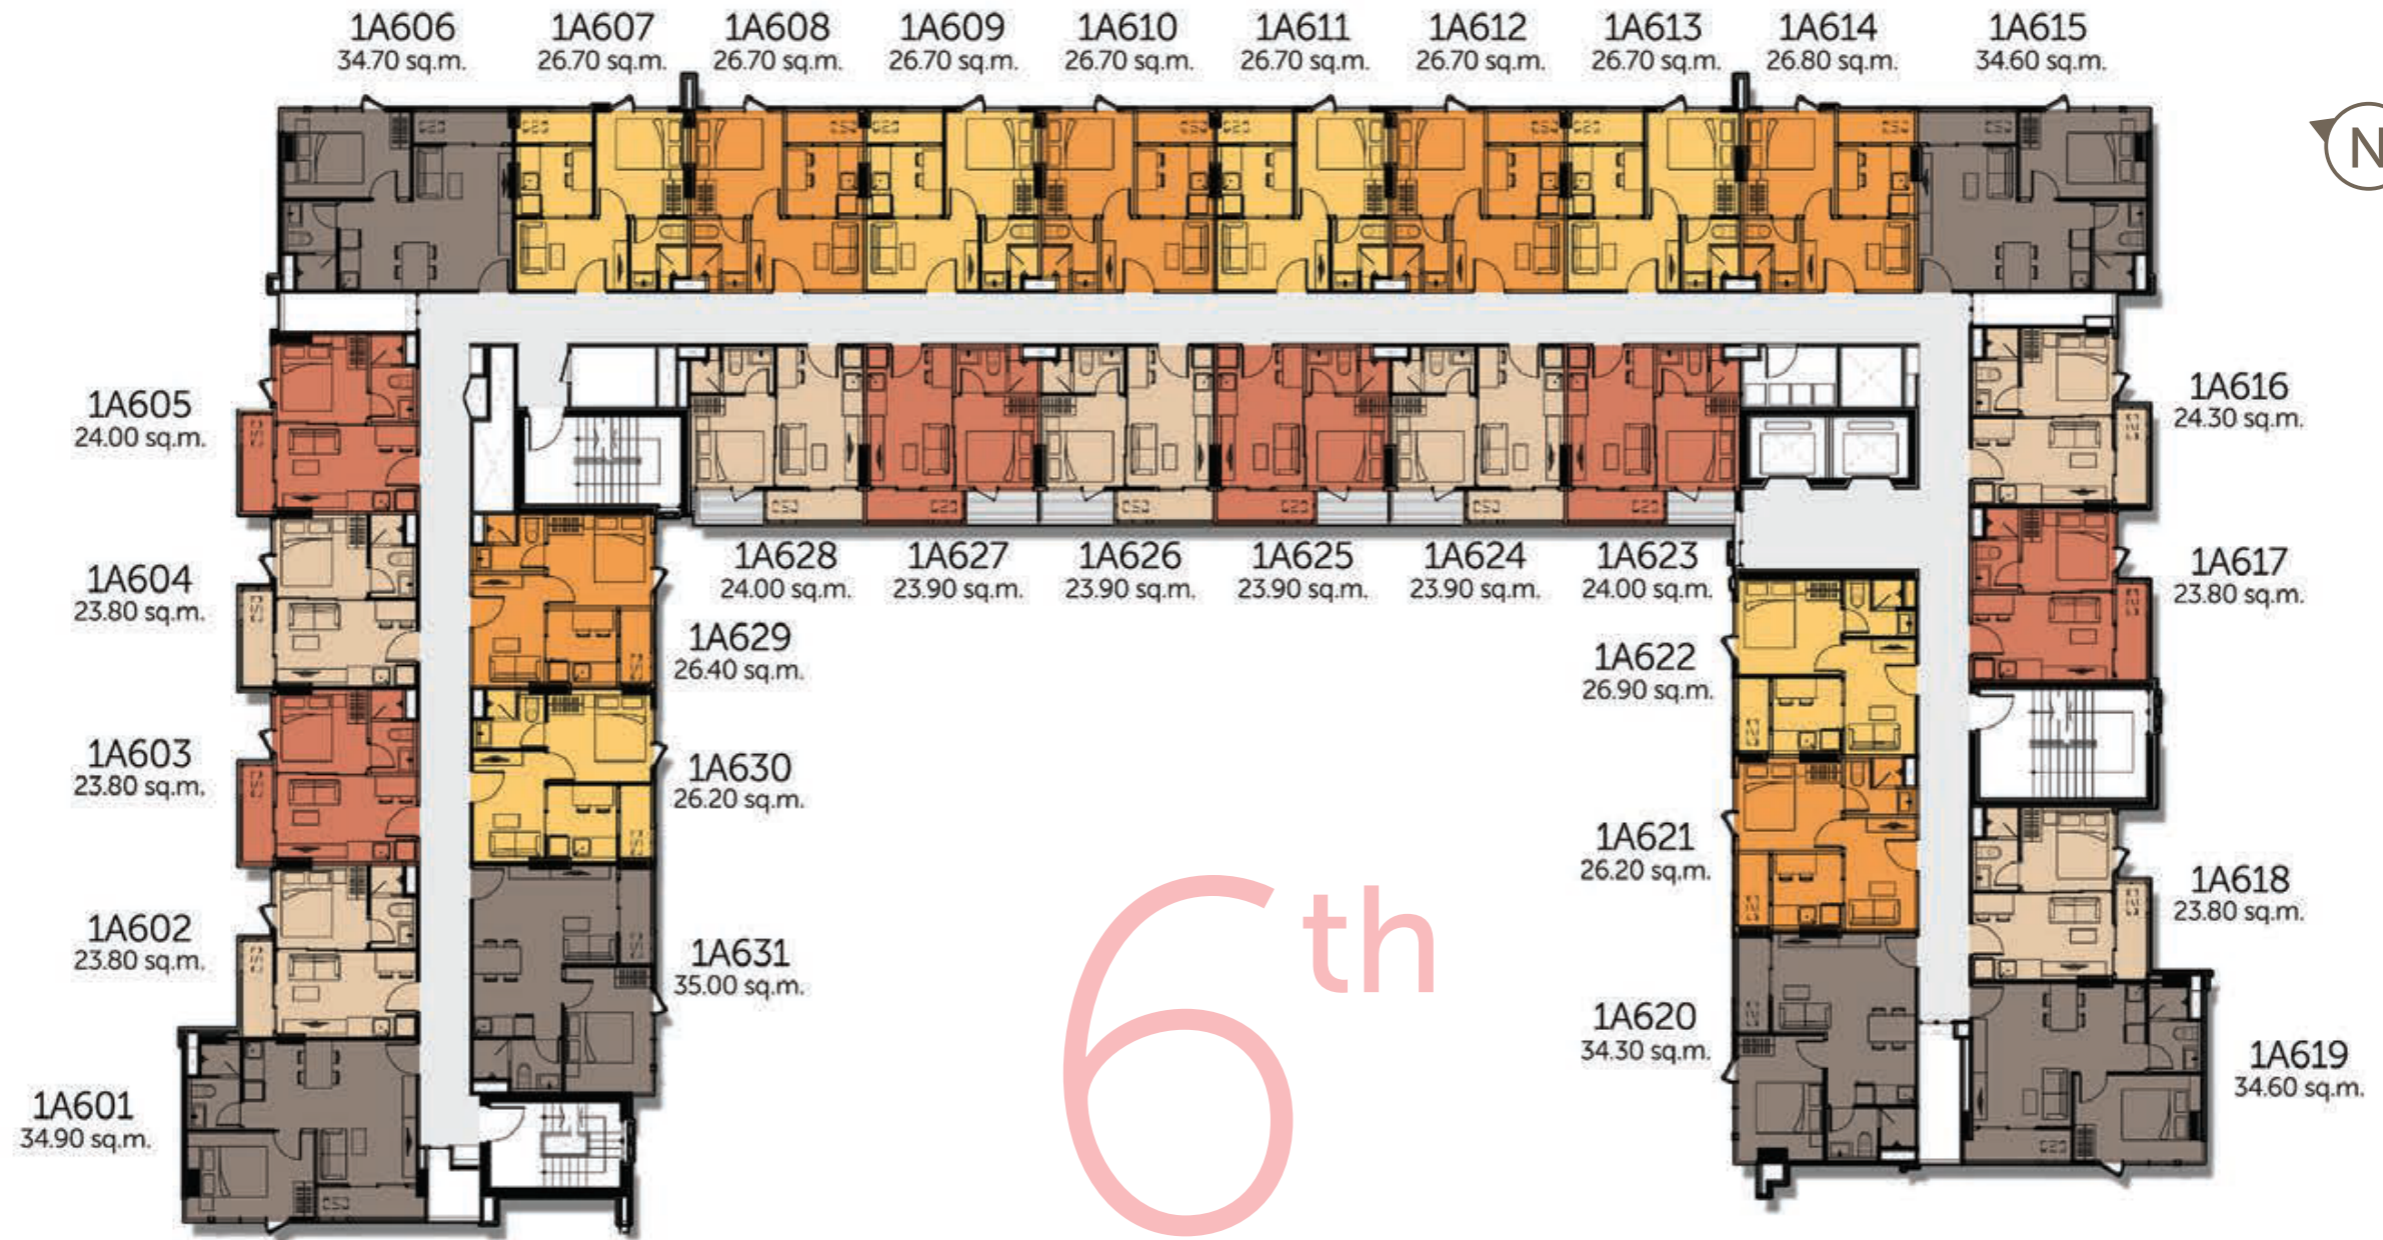 1A606
34.70 sq.m.
1A607
26.70 sq.m.
1A608
26.70 sq.m.
1A609
26.70 sq.m.
1A610
26.70 sq.m.
1A611
26.70 sq.m.
1A612
26.70 sq.m.
1A613
26.70 sq.m.
1A614
26.80 sq.m.
1A615
34.60 sq.m.
N
1A605
24.00 sq.m.
1A616
24.30 sq.m.
1A604
23.80 sq.m.
1A628
24.00 sq.m.
1A627
23.90 sq.m.
1A626
23.90 sq.m.
1A625
23.90 sq.m.
1A624
23.90 sq.m.
1A623
24.00 sq.m.
1A617
23.80 sq.m.
1A629
26.40 sq.m.
1A622
26.90 sq.m.
1A603
23.80 sq.m.
1A630
26.20 sq.m.
1A621
26.20 sq.m.
1A602
23.80 sq.m.
1A631
35.00 sq.m.
6th
1A618
23.80 sq.m.
1A620
34.30 sq.m.
1A601
34.90 sq.m.
1A619
34.60 sq.m.